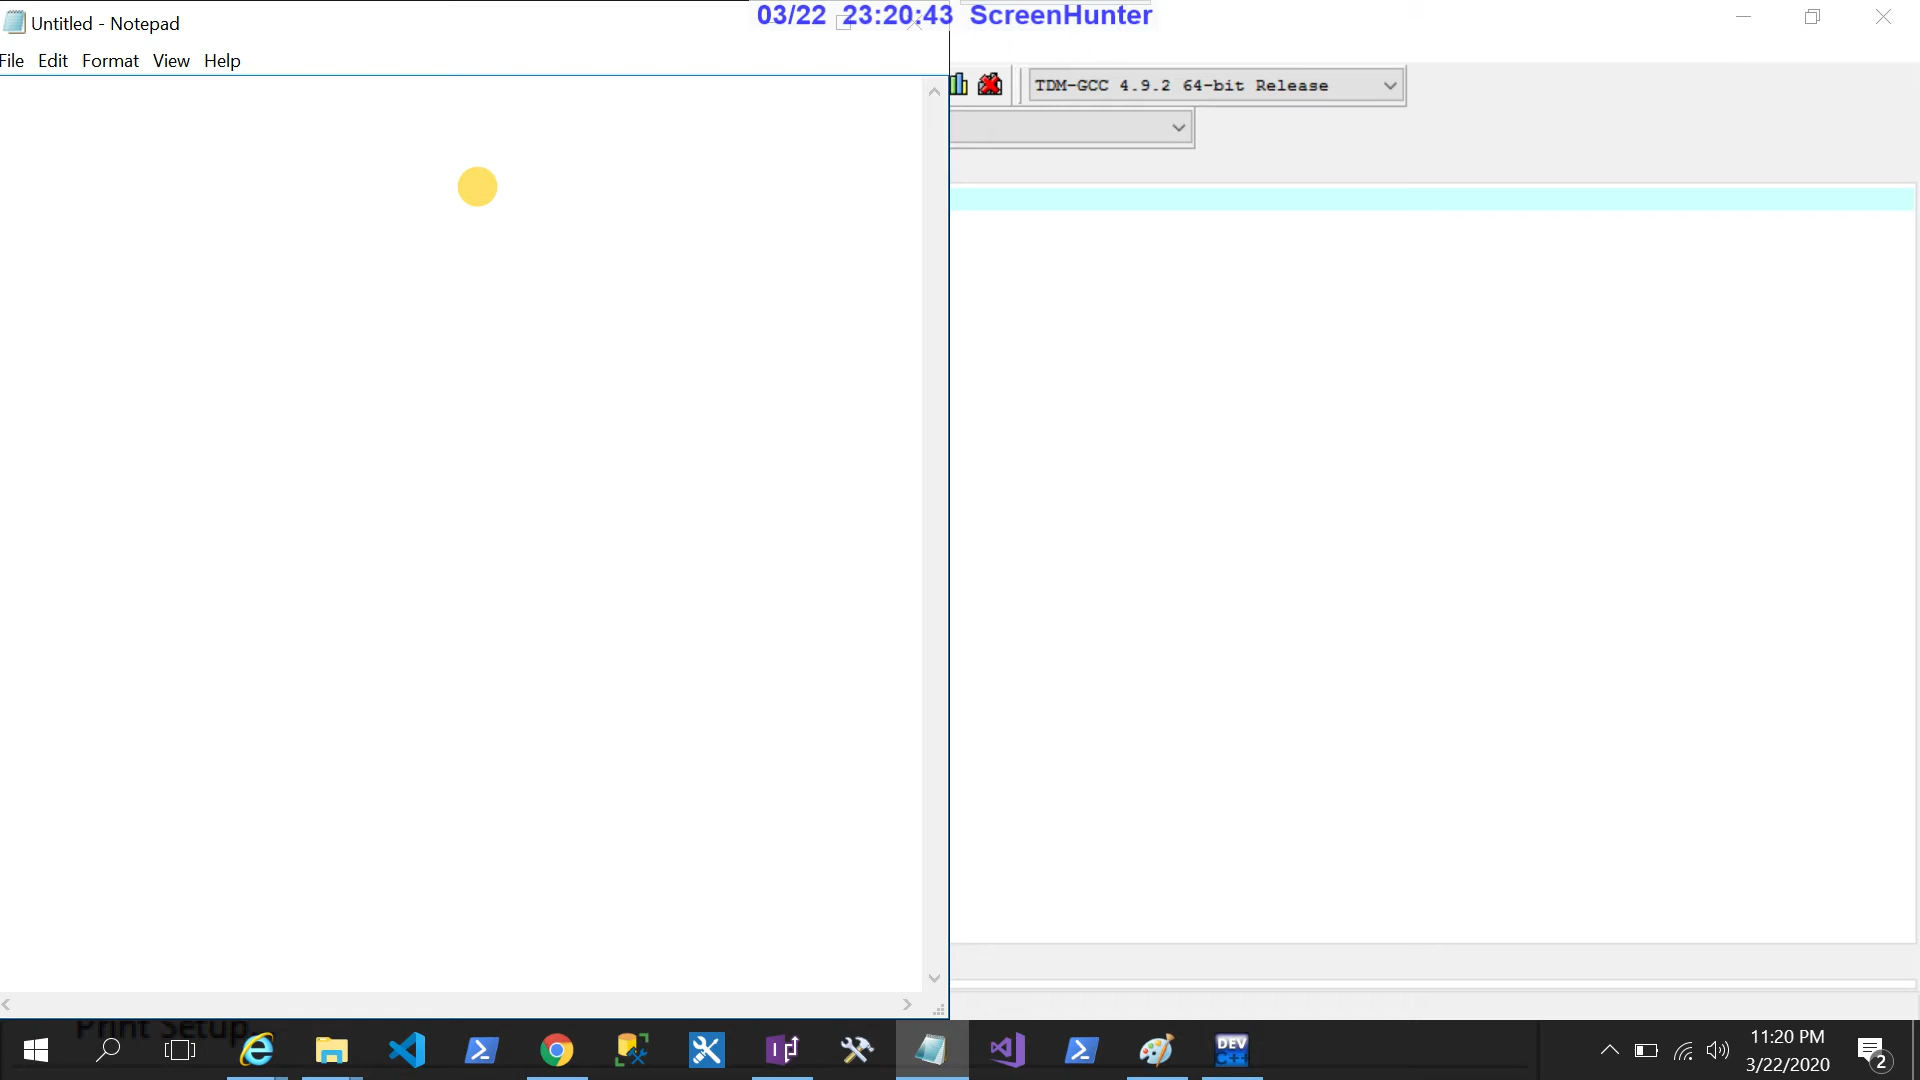 Untitled - Notepad
03/22 23:20:43 ScreenHunter
File Edit Format View Help
TDM-GCC 4.9.2 64-bit Release
Print Setup
DEV
C++
11:20 PM
3/22/2020
2